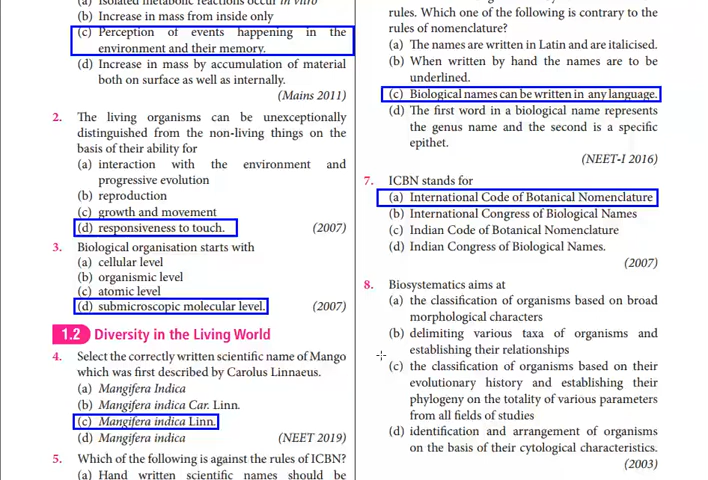 (a) Isolated metabolic reactions occur in vitro
(b) Increase in mass from inside only
(c) Perception of events happening in the
environment and their memory.
(d) Increase in mass by accumulation of material
both on surface as well as internally.
(Mains 2011)
2. The living organisms can be unexceptionally
distinguished from the non-living things on the
basis of their ability for
(a) interaction with the environment and
progressive evolution
(b) reproduction
(c) growth and movement
(d) responsiveness to touch. (2007)
3. Biological organisation starts with
(a) cellular level
(b) organismic level
(c) atomic level
(d) submicroscopic molecular level. (2007)
1.2 Diversity in the Living World
4. Select the correctly written scientific name of Mango
which was first described by Carolus Linnaeus.
(a) Mangifera Indica
(b) Mangifera indica Car. Linn.
(c) Mangifera indica Linn.
(d) Mangifera indica (NEET 2019)
5. Which of the following is against the rules of ICBN?
(a) Hand written scientific names should be
rules. Which one of the following is contrary to the
rules of nomenclature?
(a) The names are written in Latin and are italicised.
(b) When written by hand the names are to be
underlined.
(c) Biological names can be written in any language.
(d) The first word in a biological name represents
the genus name and the second is a specific
epithet.
(NEET-I 2016)
7. ICBN stands for
(a) International Code of Botanical Nomenclature
(b) International Congress of Biological Names
(c) Indian Code of Botanical Nomenclature
(d) Indian Congress of Biological Names.
(2007)
8. Biosystematics aims at
(a) the classification of organisms based on broad
morphological characters
(b) delimiting various taxa of organisms and
establishing their relationships
(c) the classification of organisms based on their
evolutionary history and establishing their
phylogeny on the totality of various parameters
from all fields of studies
(d) identification and arrangement of organisms
on the basis of their cytological characteristics.
(2003)